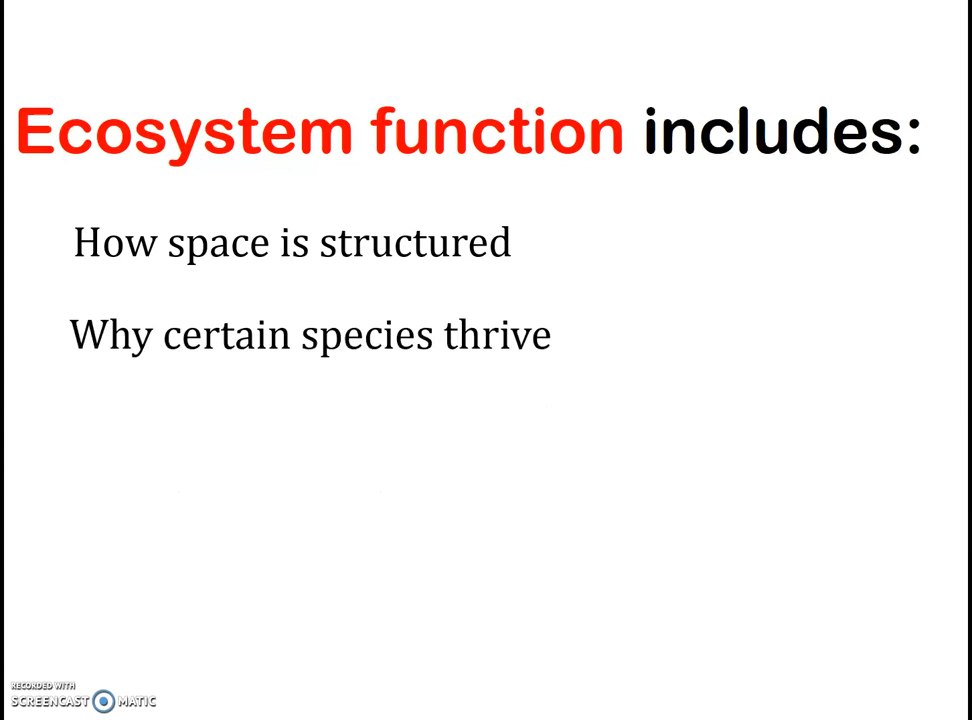 Ecosystem function includes:
How space is structured
Why certain species thrive
RECORDED WITH
SCREENCAST MATIC